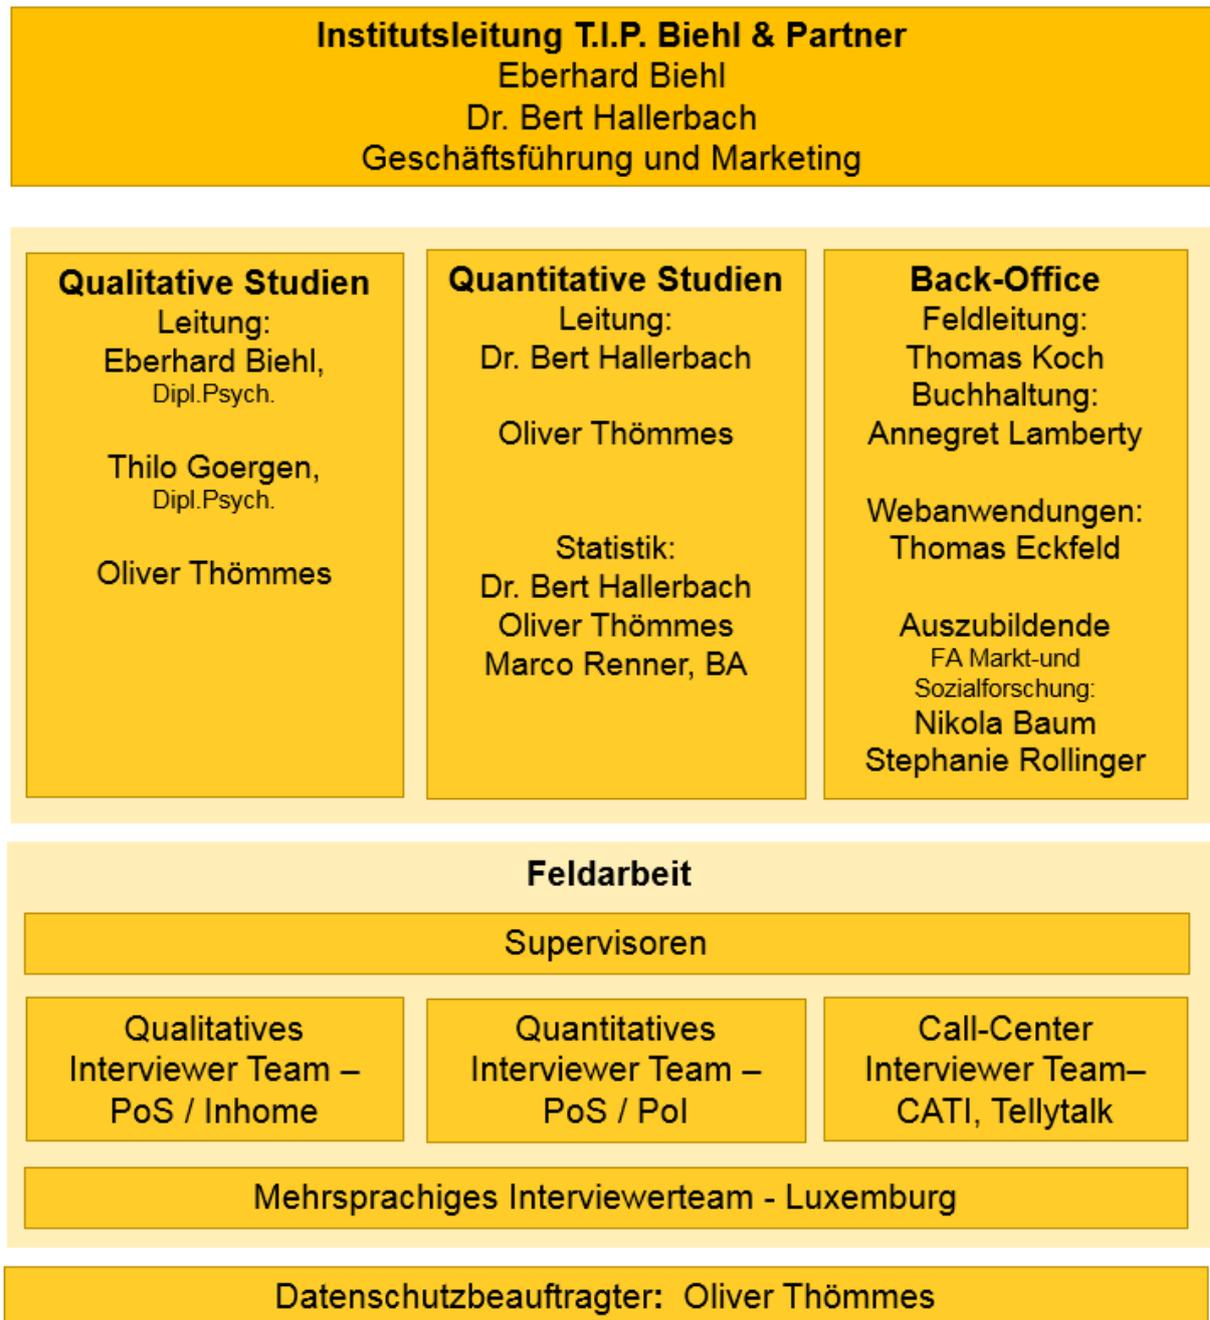 Institutsleitung T.I.P. Biehl & Partner
Eberhard Biehl
Dr. Bert Hallerbach
Geschäftsführung und Marketing
Qualitative Studien
Leitung:
Eberhard Biehl,
Dipl.Psych.
Thilo Goergen,
Dipl.Psych.
Oliver Thömmes
Quantitative Studien
Leitung:
Dr. Bert Hallerbach
Oliver Thömmes
Statistik:
Dr. Bert Hallerbach
Oliver Thömmes
Marco Renner, BA
Back-Office
Feldleitung:
Thomas Koch
Buchhaltung:
Annegret Lamberty
Webanwendungen:
Thomas Eckfeld
Auszubildende
FA Markt-und
Sozialforschung:
Nikola Baum
Stephanie Rollinger
Feldarbeit
Supervisoren
Qualitatives
Interviewer Team –
PoS / Inhome
Quantitatives
Interviewer Team –
PoS / PoI
Call-Center
Interviewer Team–
CATI, Tellytalk
Mehrsprachiges Interviewerteam - Luxemburg
Datenschutzbeauftragter: Oliver Thömmes